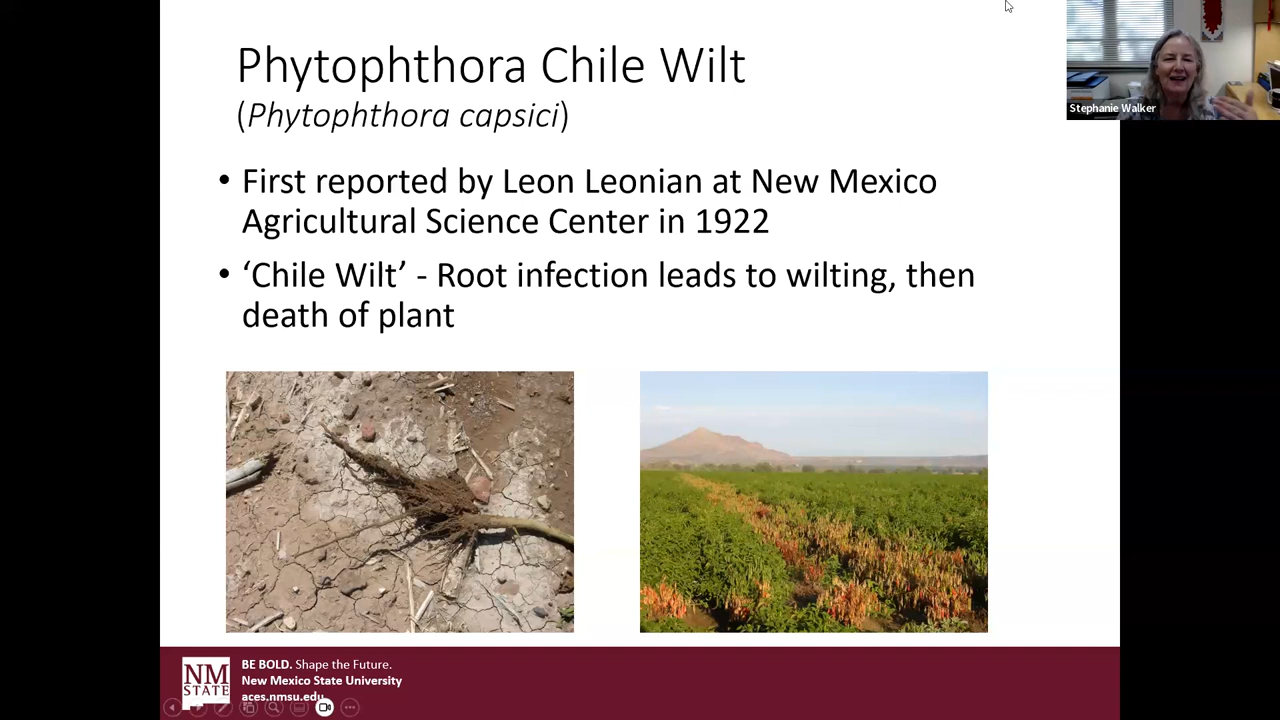 Phytophthora Chile Wilt
(Phytophthora capsici)
Stephanie Walker
• First reported by Leon Leonian at New Mexico
Agricultural Science Center in 1922
• ‘Chile Wilt’ - Root infection leads to wilting, then
death of plant
NM
STATE
BE BOLD. Shape the Future.
New Mexico State University
aces.nmsu.edu